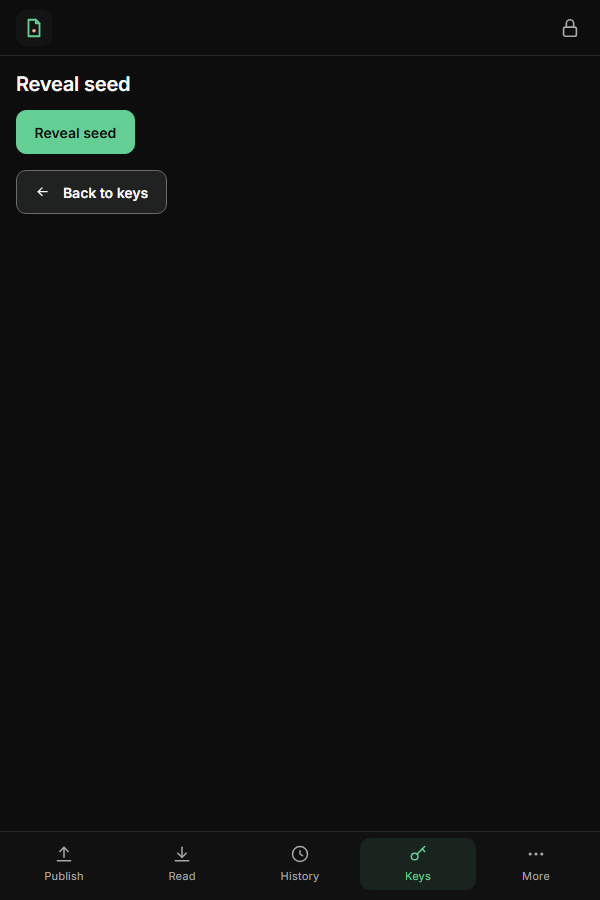 Reveal seed
Reveal seed
Back to keys
Publish
Read
History
Keys
More